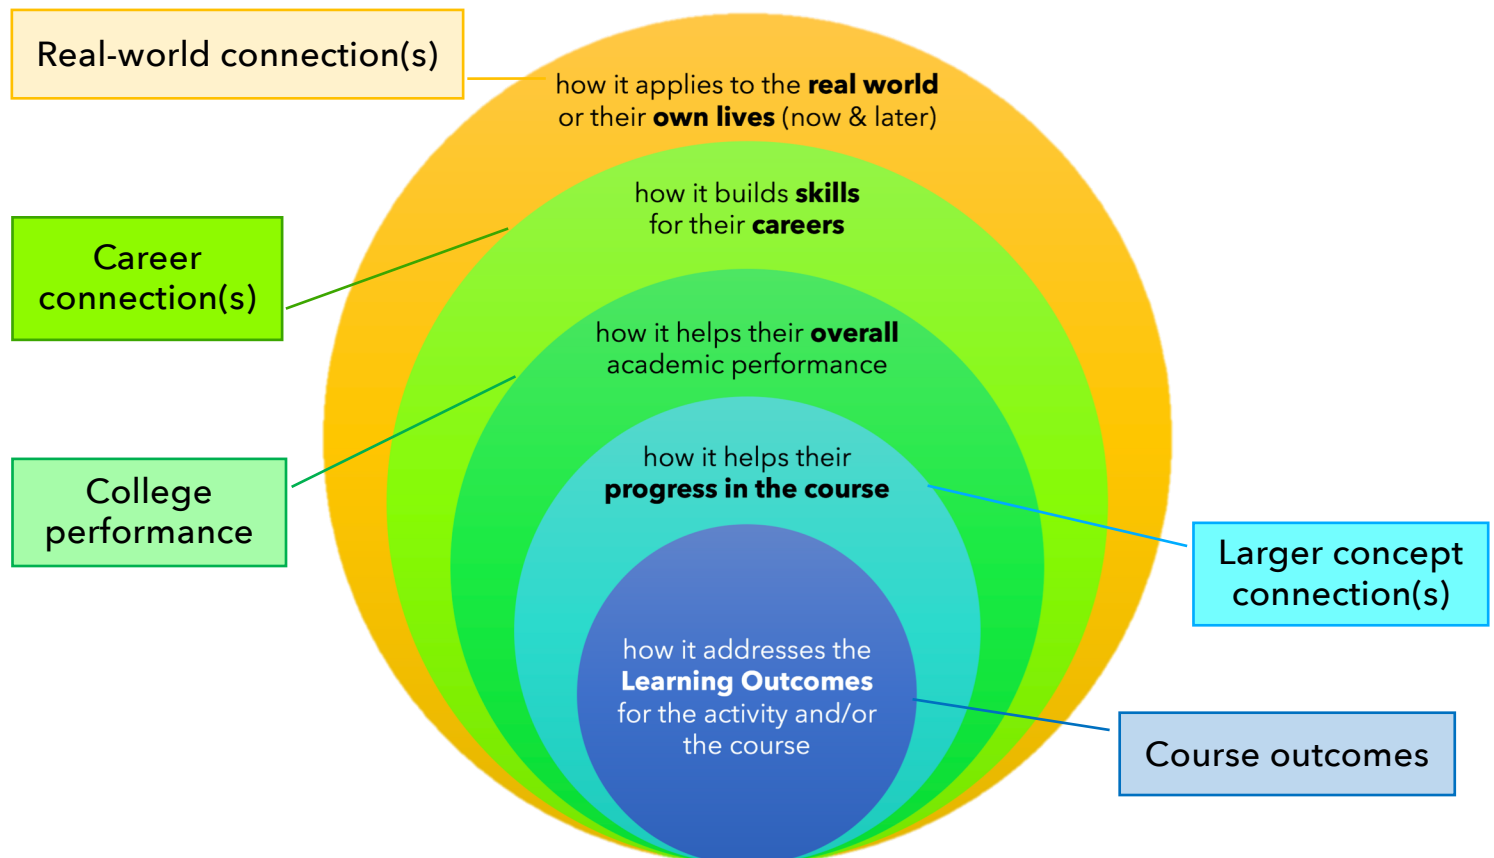 Real-world connection(s)
how it applies to the real world
or their own lives (now & later)
how it builds skills
for their careers
Career
connection(s)
how it helps their overall
academic performance
College
performance
how it helps their
progress in the course
Larger concept
connection(s)
how it addresses the
Learning Outcomes
for the activity and/or
the course
Course outcomes